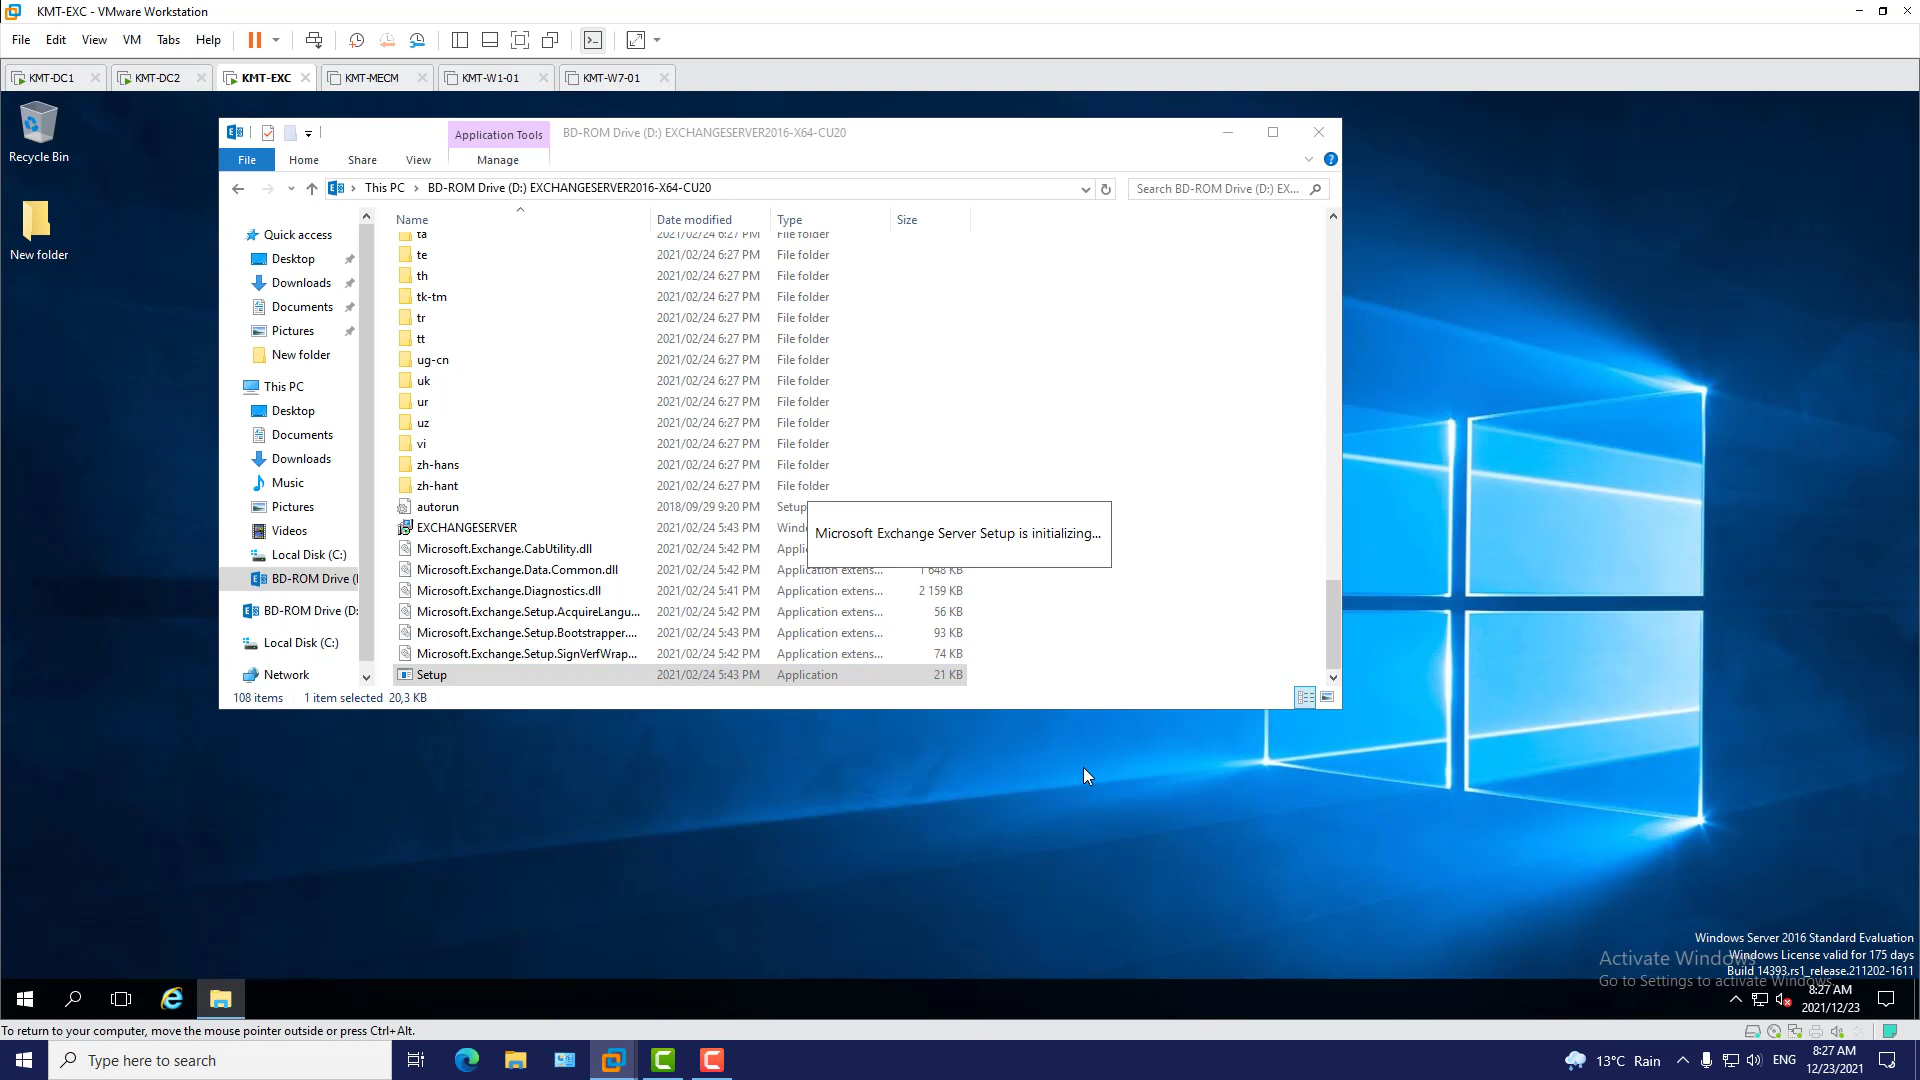 KMT-EXC - VMware Workstation
File Edit View VM Tabs Help
KMT-DC1 KMT-DC2 KMT-EXC KMT-MECM KMT-W1-01 KMT-W7-01
Recycle Bin
New folder
Application Tools BD-ROM Drive (D:) EXCHANGESERVER2016-X64-CU20
File Home Share View Manage
This PC BD-ROM Drive (D:) EXCHANGESERVER2016-X64-CU20 Search BD-ROM Drive (D:) EX...
Quick access
Desktop
Downloads
Documents
Pictures
New folder
This PC
Desktop
Documents
Downloads
Music
Pictures
Videos
Local Disk (C:)
BD-ROM Drive (
BD-ROM Drive (D:
Local Disk (C:)
Network
Name Date modified Type Size
ta 2021/02/24 6:27 PM File folder
te 2021/02/24 6:27 PM File folder
th 2021/02/24 6:27 PM File folder
tk-tm 2021/02/24 6:27 PM File folder
tr 2021/02/24 6:27 PM File folder
tt 2021/02/24 6:27 PM File folder
ug-cn 2021/02/24 6:27 PM File folder
uk 2021/02/24 6:27 PM File folder
ur 2021/02/24 6:27 PM File folder
uz 2021/02/24 6:27 PM File folder
vi 2021/02/24 6:27 PM File folder
zh-hans 2021/02/24 6:27 PM File folder
zh-hant 2021/02/24 6:27 PM File folder
autorun 2018/09/29 9:20 PM Setup
EXCHANGESERVER 2021/02/24 5:43 PM Windo
Microsoft.Exchange.CabUtility.dll 2021/02/24 5:42 PM Appli
Microsoft.Exchange.Data.Common.dll 2021/02/24 5:42 PM Application extens... 1 648 KB
Microsoft.Exchange.Diagnostics.dll 2021/02/24 5:41 PM Application extens... 2 159 KB
Microsoft.Exchange.Setup.AcquireLangu... 2021/02/24 5:42 PM Application extens... 56 KB
Microsoft.Exchange.Setup.Bootstrapper.... 2021/02/24 5:43 PM Application extens... 93 KB
Microsoft.Exchange.Setup.SignVerfWrap... 2021/02/24 5:42 PM Application extens... 74 KB
Setup 2021/02/24 5:43 PM Application 21 KB
Microsoft Exchange Server Setup is initializing...
108 items 1 item selected 20,3 KB
Windows Server 2016 Standard Evaluation
Windows License valid for 175 days
Build 14393.rs1_release.211202-1611
Activate Windows
Go to Settings to activate Windows.
8:27 AM
2021/12/23
To return to your computer, move the mouse pointer outside or press Ctrl+Alt.
Type here to search
13°C Rain ENG
8:27 AM
12/23/2021